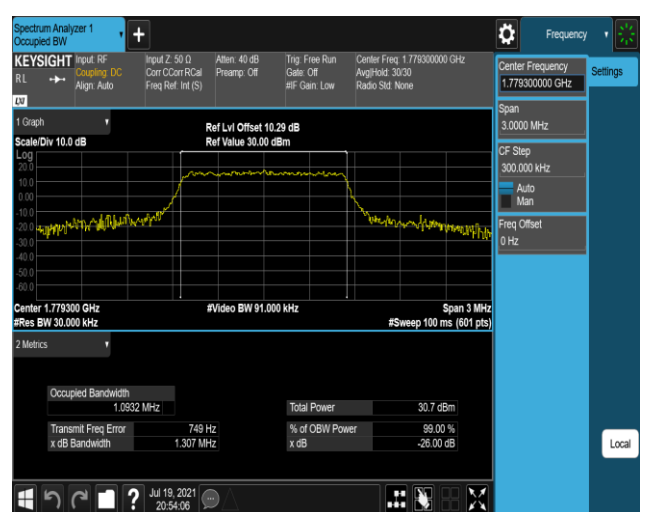 Spectrum Analyzer 1
Occupied BW
+
Frequency
KEYSIGHT
RL
LXI
Input: RF
Coupling: DC
Align: Auto
Input Z: 50 Ω
Corr CCorr RCal
Freq Ref: Int (S)
Atten: 40 dB
Preamp: Off
Trig: Free Run
Gate: Off
#IF Gain: Low
Center Freq: 1.779300000 GHz
Avg|Hold: 30/30
Radio Std: None
1 Graph
Scale/Div 10.0 dB
Ref Lvl Offset 10.29 dB
Ref Value 30.00 dBm
Log
20.0
10.0
0.00
-10.0
-20.0
-30.0
-40.0
-50.0
-60.0
Center 1.779300 GHz
#Res BW 30.000 kHz
#Video BW 91.000 kHz
Span 3 MHz
#Sweep 100 ms (601 pts)
2 Metrics
Occupied Bandwidth
1.0932 MHz
Transmit Freq Error 749 Hz
x dB Bandwidth 1.307 MHz
Total Power 30.7 dBm
% of OBW Power 99.00 %
x dB -26.00 dB
Center Frequency
1.779300000 GHz
Settings
Span
3.0000 MHz
CF Step
300.000 kHz
Auto
Man
Freq Offset
0 Hz
Local
?
Jul 19, 2021
20:54:06